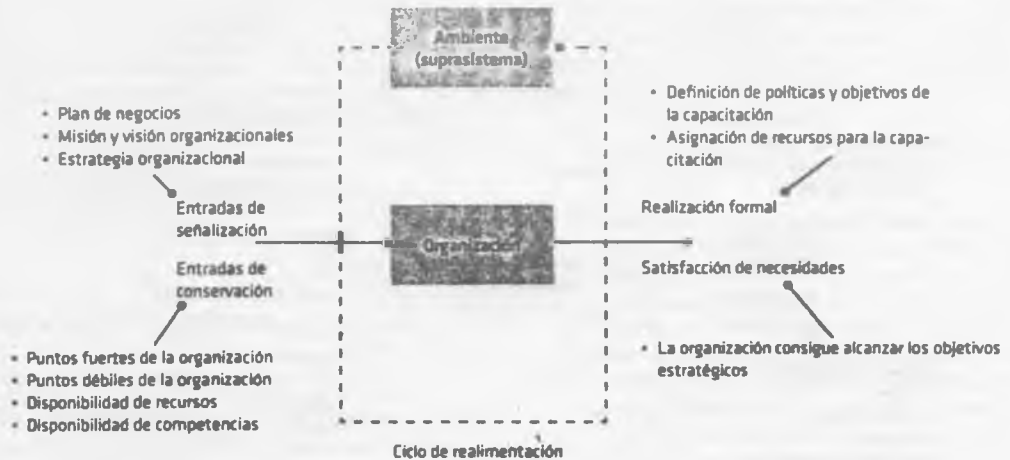 Ambiente
(suprasistema)
• Plan de negocios
• Misión y visión organizacionales
• Estrategia organizacional
• Definición de políticas y objetivos de
la capacitación
• Asignación de recursos para la capa-
citación
Entradas de
señalización
Realización formal
Organización
Entradas de
conservación
Satisfacción de necesidades
• Puntos fuertes de la organización
• Puntos débiles de la organización
• Disponibilidad de recursos
• Disponibilidad de competencias
• La organización consigue alcanzar los objetivos
estratégicos
Ciclo de realimentación